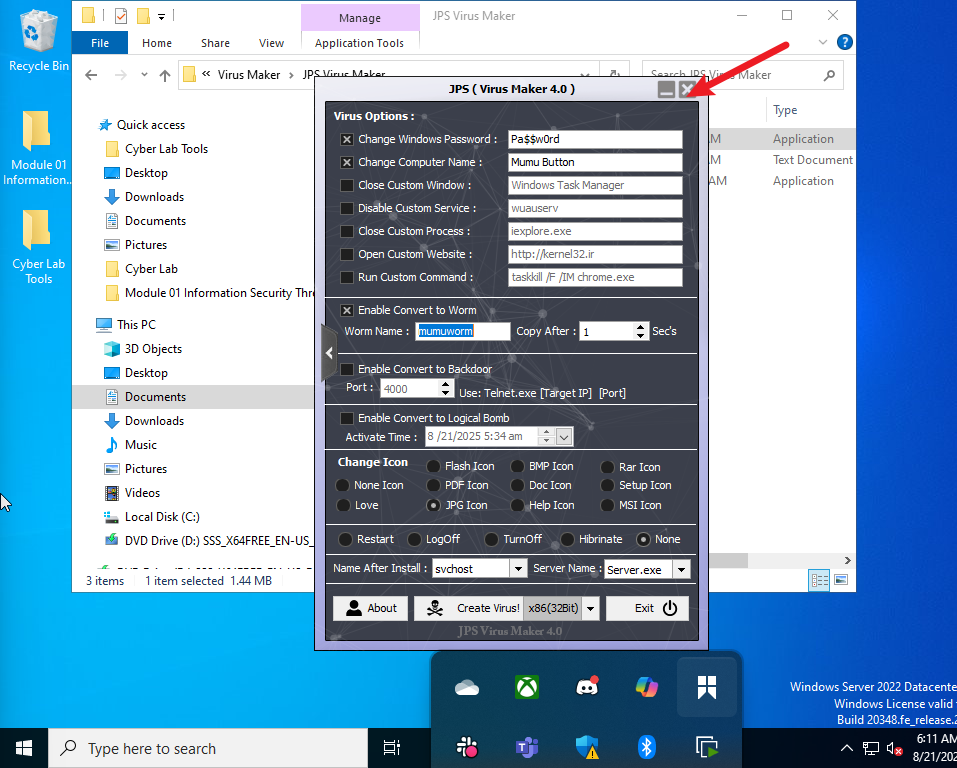 Recycle Bin
Module 01
Information...
Cyber Lab
Tools
Manage
JPS Virus Maker
File
Home
Share
View
Application Tools
« Virus Maker › JPS Virus Maker
Search JPS Virus Maker
Quick access
Cyber Lab Tools
Desktop
Downloads
Documents
Pictures
Cyber Lab
Module 01 Information Security Thr
This PC
3D Objects
Desktop
Documents
Downloads
Music
Pictures
Videos
Local Disk (C:)
DVD Drive (D:) SSS_X64FREE_EN-US_
3 items
1 item selected 1.44 MB
Type
AM Application
M Text Document
AM Application
JPS ( Virus Maker 4.0 )
Virus Options :
Change Windows Password : Pa$$w0rd
Change Computer Name : Mumu Button
Close Custom Window : Windows Task Manager
Disable Custom Service : wuauserv
Close Custom Process : iexplore.exe
Open Custom Website : http://kernel32.ir
Run Custom Command : taskkill /F /IM chrome.exe
Enable Convert to Worm
Worm Name : mumuworm Copy After : 1 Sec's
Enable Convert to Backdoor
Port : 4000 Use: Telnet.exe [Target IP] [Port]
Enable Convert to Logical Bomb
Activate Time : 8 /21/2025 5:34 am
Change Icon Flash Icon BMP Icon Rar Icon
None Icon PDF Icon Doc Icon Setup Icon
Love JPG Icon Help Icon MSI Icon
Restart LogOff TurnOff Hibrinate None
Name After Install : svchost Server Name : Server.exe
About Create Virus! x86(32Bit) Exit
JPS Virus Maker 4.0
Windows Server 2022 Datacente
Windows License valid
Build 20348.fe_release.2
Type here to search
6:11 AM
8/21/202